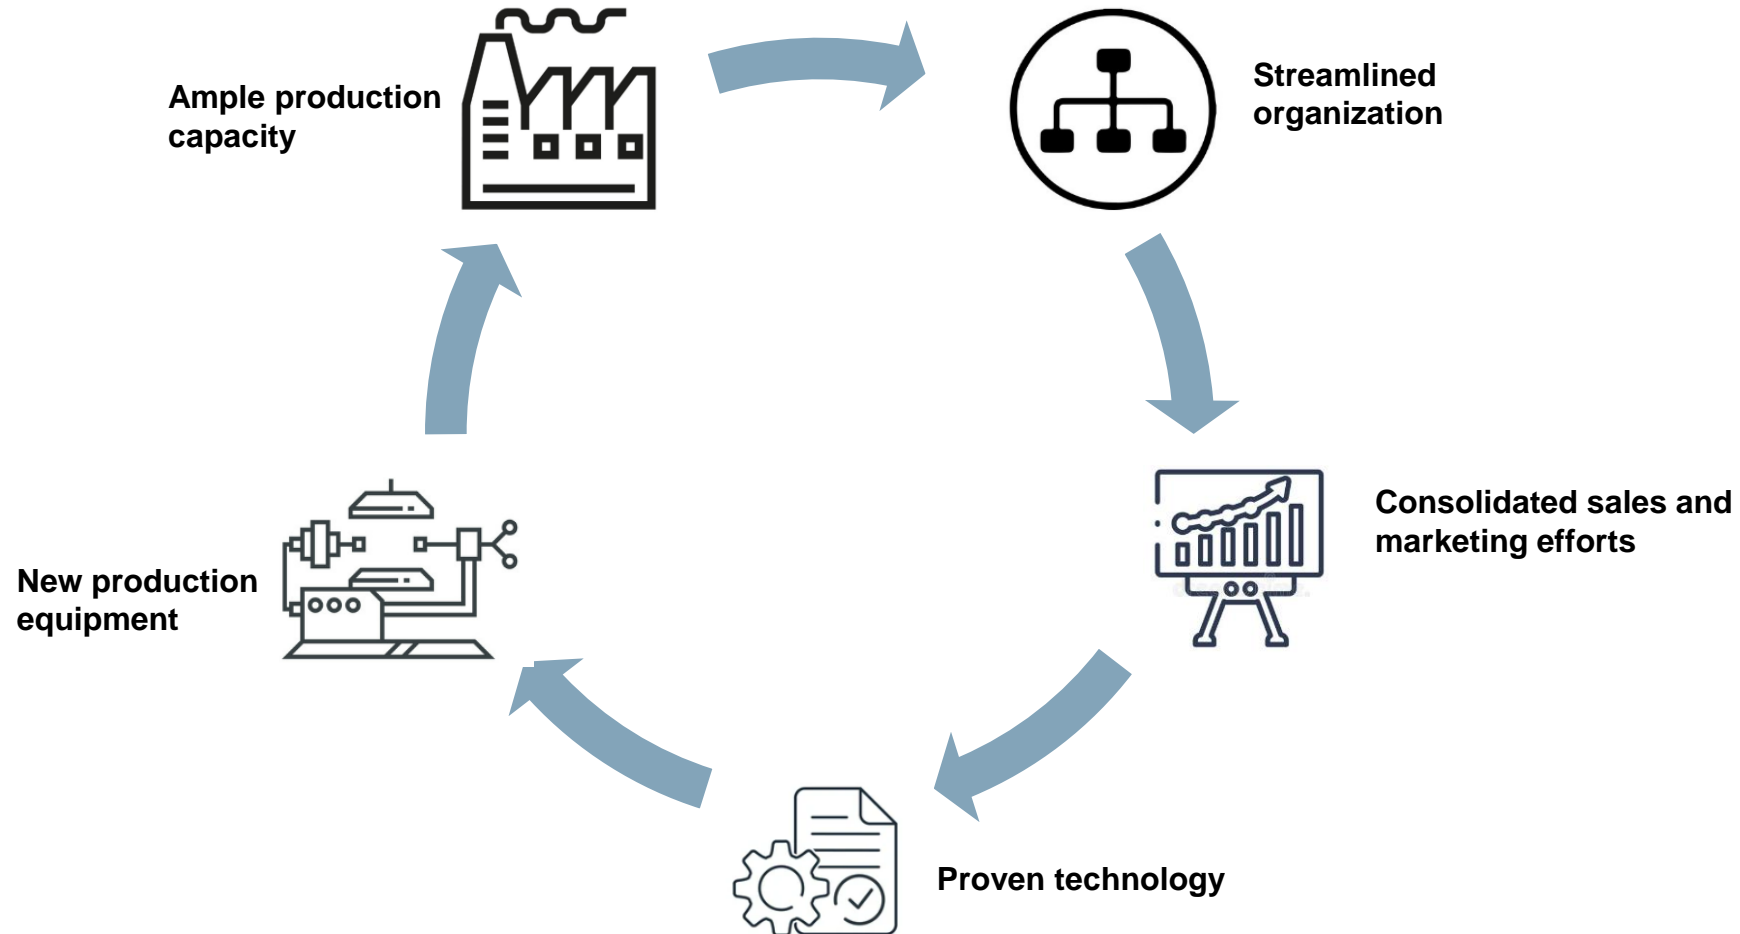 Ample production
capacity
Streamlined
organization
Consolidated sales and
marketing efforts
New production
equipment
Proven technology